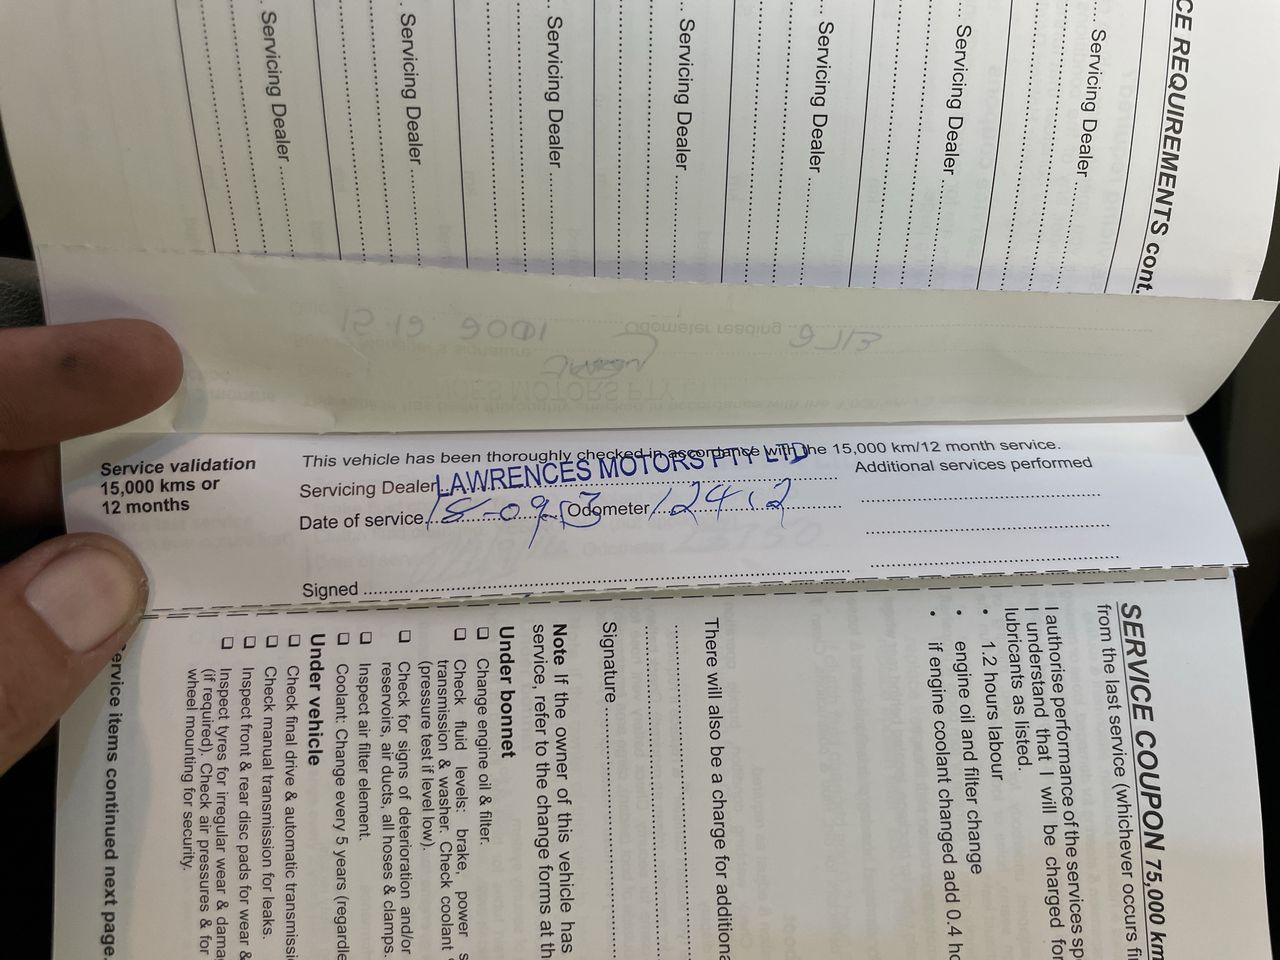 CE REQUIREMENTS cont.
.. Servicing Dealer ..........
.. Servicing Dealer ..........
.. Servicing Dealer ..........
.. Servicing Dealer ..........
.. Servicing Dealer ..........
.. Servicing Dealer ..........
. Servicing Dealer ..........
Odometer reading
Service validation
15,000 kms or
12 months
This vehicle has been thoroughly checked in accordance with the 15,000 km/12 month service.
Servicing Dealer LAWRENCES MOTORS PTY LTD
Date of service 18-09-13 Odometer 12412
Signed
Additional services performed
SERVICE COUPON 75,000 km
from the last service (whichever occurs fi
I authorise performance of the services sp
I understand that I will be charged for
lubricants as listed.
• 1.2 hours labour
• engine oil and filter change
• if engine coolant changed add 0.4 ho
There will also be a charge for additiona
Signature
Note If the owner of this vehicle has
service, refer to the change forms at th
Under bonnet
❑ Change engine oil & filter.
❑ Check fluid levels: brake, power s
transmission & washer. Check coolant
(pressure test if level low).
❑ Check for signs of deterioration and/or
reservoirs, air ducts, all hoses & clamps.
❑ Inspect air filter element.
❑ Coolant: Change every 5 years (regardle
Under vehicle
❑ Check final drive & automatic transmissi
❑ Check manual transmission for leaks.
❑ Inspect front & rear disc pads for wear &
❑ Inspect tyres for irregular wear & damag
(if required). Check air pressures & for
wheel mounting for security.
ervice items continued next page.